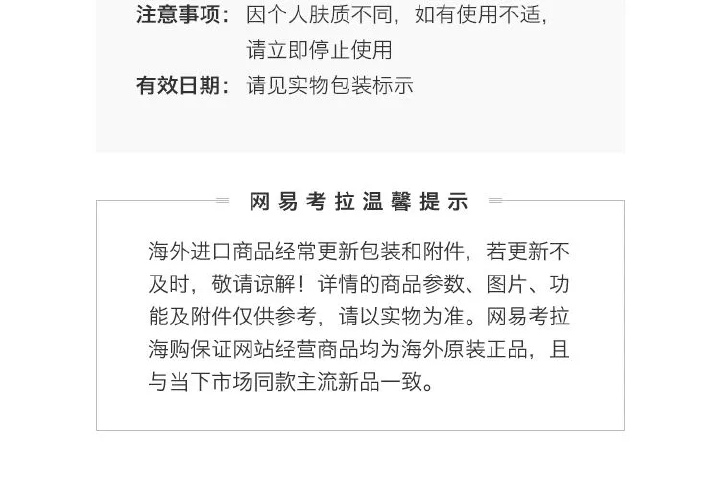 注意事项：因个人肤质不同，如有使用不适，
请立即停止使用
有效日期：请见实物包装标示
网易考拉温馨提示
海外进口商品经常更新包装和附件，若更新不
及时，敬请谅解！详情的商品参数、图片、功
能及附件仅供参考，请以实物为准。网易考拉
海购保证网站经营商品均为海外原装正品，且
与当下市场同款主流新品一致。